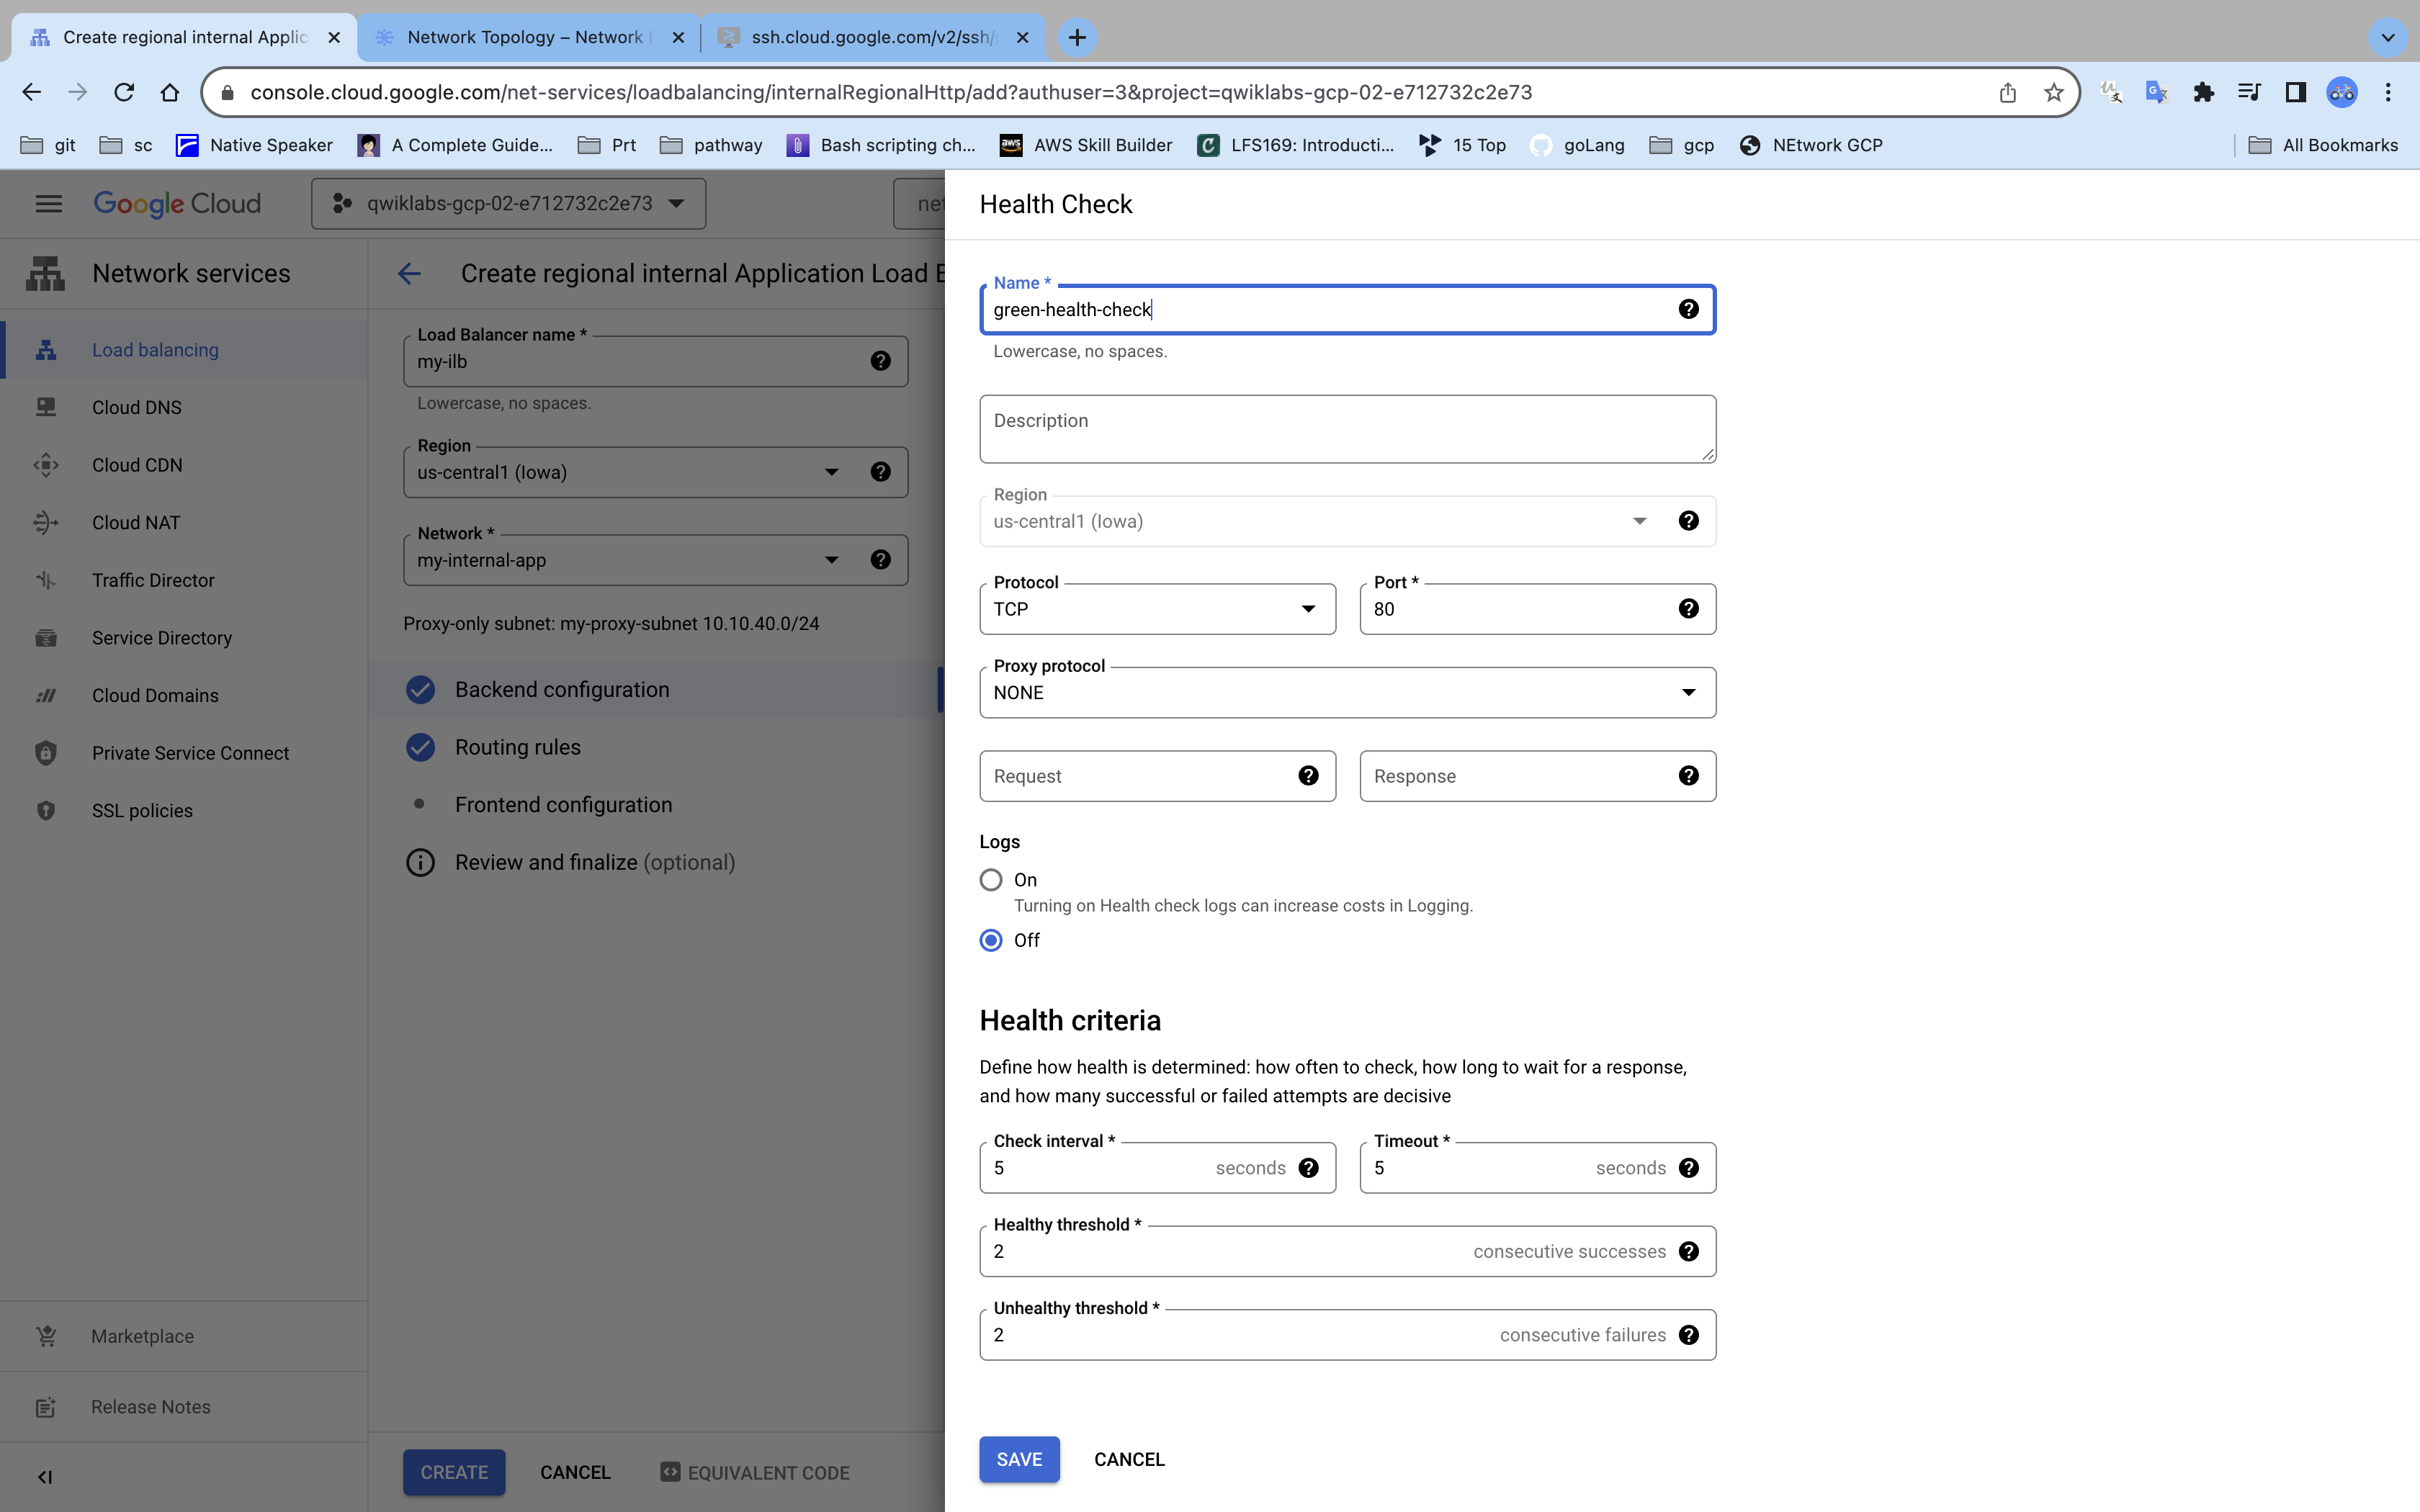 Create regional internal Applic
Network Topology – Network
ssh.cloud.google.com/v2/ssh/
console.cloud.google.com/net-services/loadbalancing/internalRegionalHttp/add?authuser=3&project=qwiklabs-gcp-02-e712732c2e73
git
sc
Native Speaker
A Complete Guide...
Prt
pathway
Bash scripting ch...
AWS Skill Builder
LFS169: Introducti...
15 Top
goLang
gcp
NEtwork GCP
All Bookmarks
Google Cloud
qwiklabs-gcp-02-e712732c2e73
net
Network services
Load balancing
Cloud DNS
Cloud CDN
Cloud NAT
Traffic Director
Service Directory
Cloud Domains
Private Service Connect
SSL policies
Marketplace
Release Notes
Create regional internal Application Load B
Load Balancer name *
my-ilb
Lowercase, no spaces.
Region
us-central1 (Iowa)
Network *
my-internal-app
Proxy-only subnet: my-proxy-subnet 10.10.40.0/24
Backend configuration
Routing rules
Frontend configuration
Review and finalize (optional)
CREATE
CANCEL
EQUIVALENT CODE
Health Check
Name *
green-health-check
Lowercase, no spaces.
Description
Region
us-central1 (Iowa)
Protocol
TCP
Port *
80
Proxy protocol
NONE
Request
Response
Logs
On
Turning on Health check logs can increase costs in Logging.
Off
Health criteria
Define how health is determined: how often to check, how long to wait for a response,
and how many successful or failed attempts are decisive
Check interval *
5 seconds
Timeout *
5 seconds
Healthy threshold *
2 consecutive successes
Unhealthy threshold *
2 consecutive failures
SAVE
CANCEL